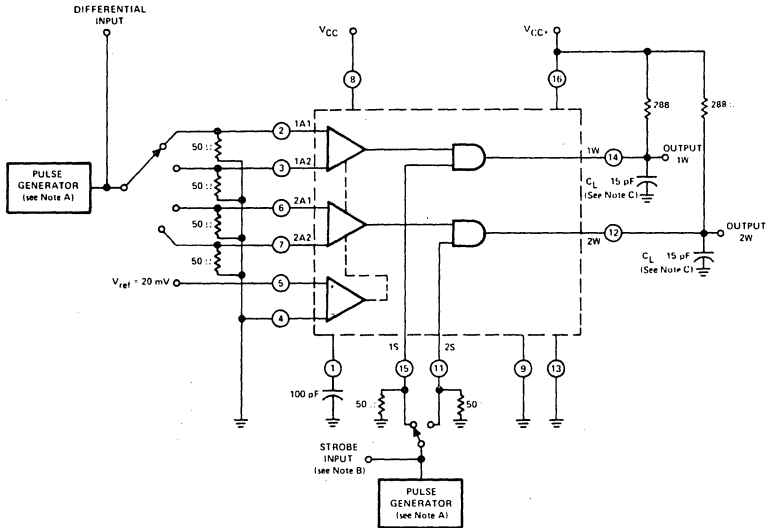 DIFFERENTIAL
INPUT
VCC
VCC+
8
16
288
288 ::
50 ::
2
1A1
3
1A2
50 ::
6
2A1
50 ::
7
2A2
50 ::
PULSE
GENERATOR
(see Note A)
Vref = 20 mV
5
4
+
-
1W
14
OUTPUT
1W
CL 15 pF
(See Note C)
2W
12
OUTPUT
2W
CL 15 pF
(See Note C)
1S
2S
1
15
11
9
13
100 pF
50 ::
50 ::
STROBE
INPUT
(see Note B)
PULSE
GENERATOR
(see Note A)